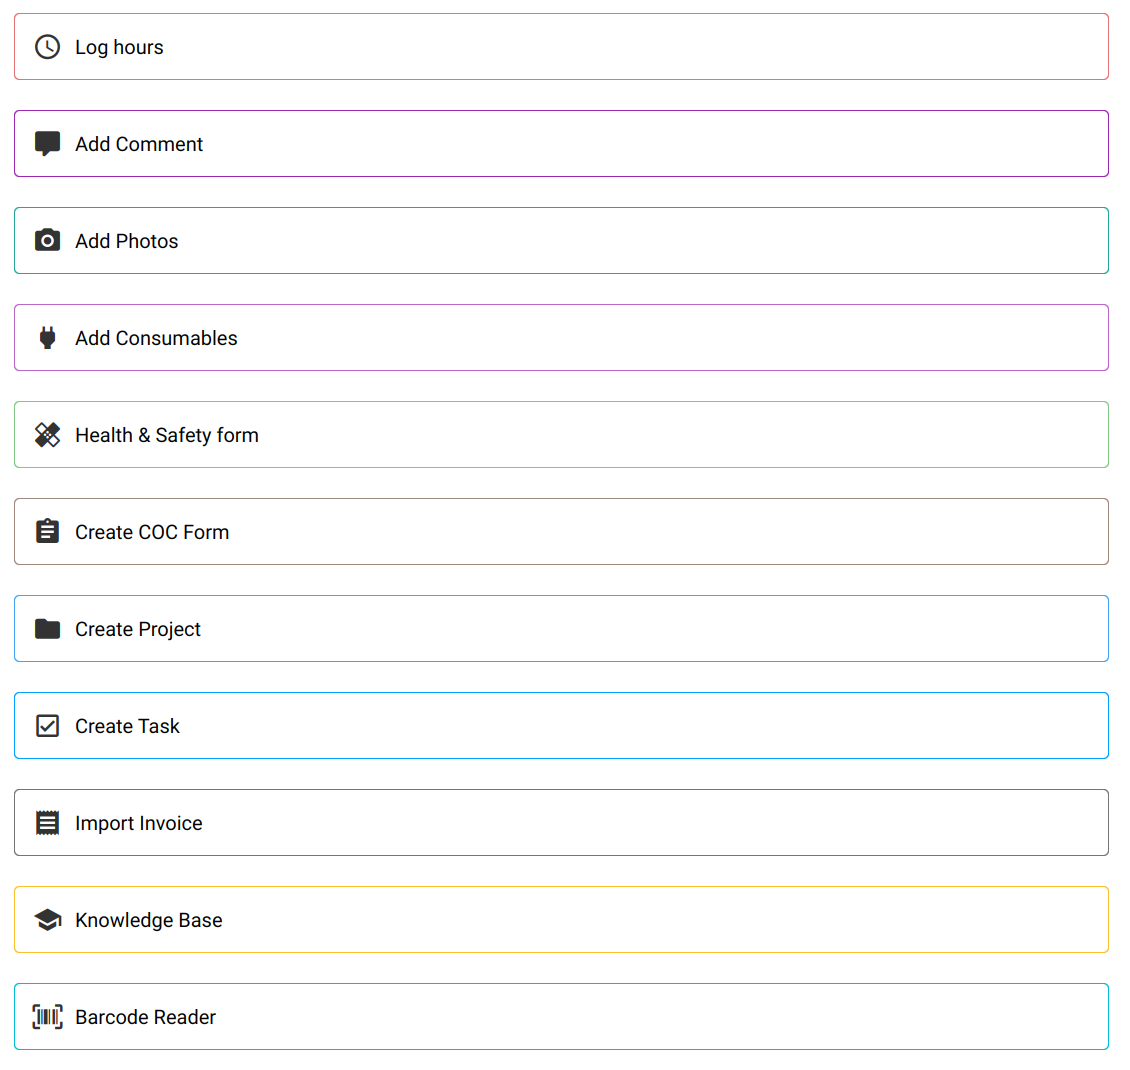 Log hours
Add Comment
Add Photos
Add Consumables
Health & Safety form
Create COC Form
Create Project
Create Task
Import Invoice
Knowledge Base
Barcode Reader